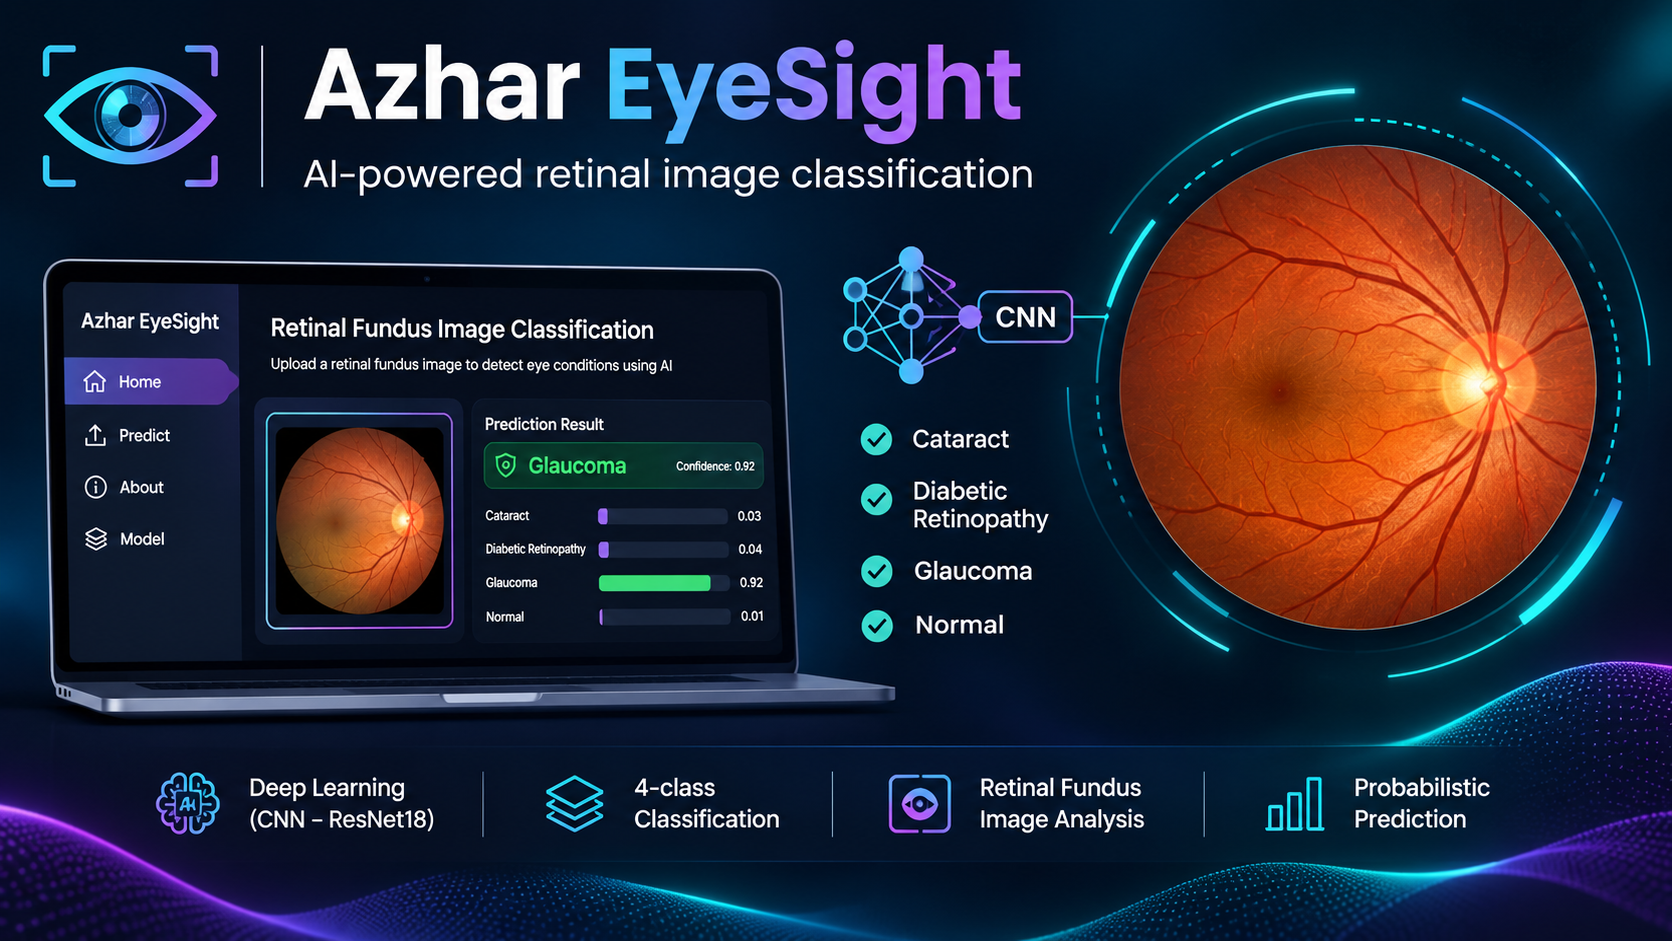 Azhar EyeSight
AI-powered retinal image classification
Azhar EyeSight
Home
Predict
About
Model
Retinal Fundus Image Classification
Upload a retinal fundus image to detect eye conditions using AI
Prediction Result
Glaucoma
Confidence: 0.92
Cataract 0.03
Diabetic Retinopathy 0.04
Glaucoma 0.92
Normal 0.01
CNN
Cataract
Diabetic
Retinopathy
Glaucoma
Normal
Deep Learning
(CNN – ResNet18)
4-class
Classification
Retinal Fundus
Image Analysis
Probabilistic
Prediction